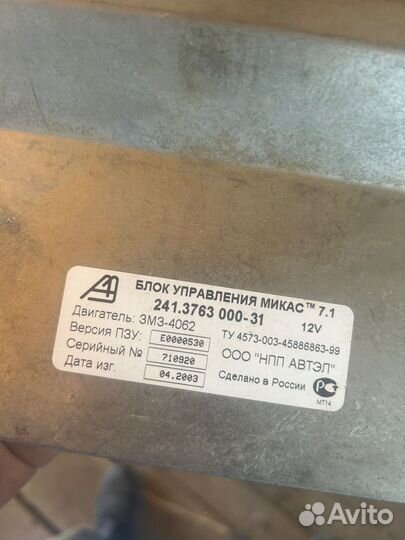 БЛОК УПРАВЛЕНИЯ МИКАС™ 7.1
241.3763 000-31 12V
Двигатель: ЗМЗ-4062 ТУ 4573-003-45886863-99
Версия ПЗУ: E0000530 ООО "НПП АВТЭЛ"
Серийный № 710920 Сделано в России
Дата изг. 04.2003
МП14
Avito